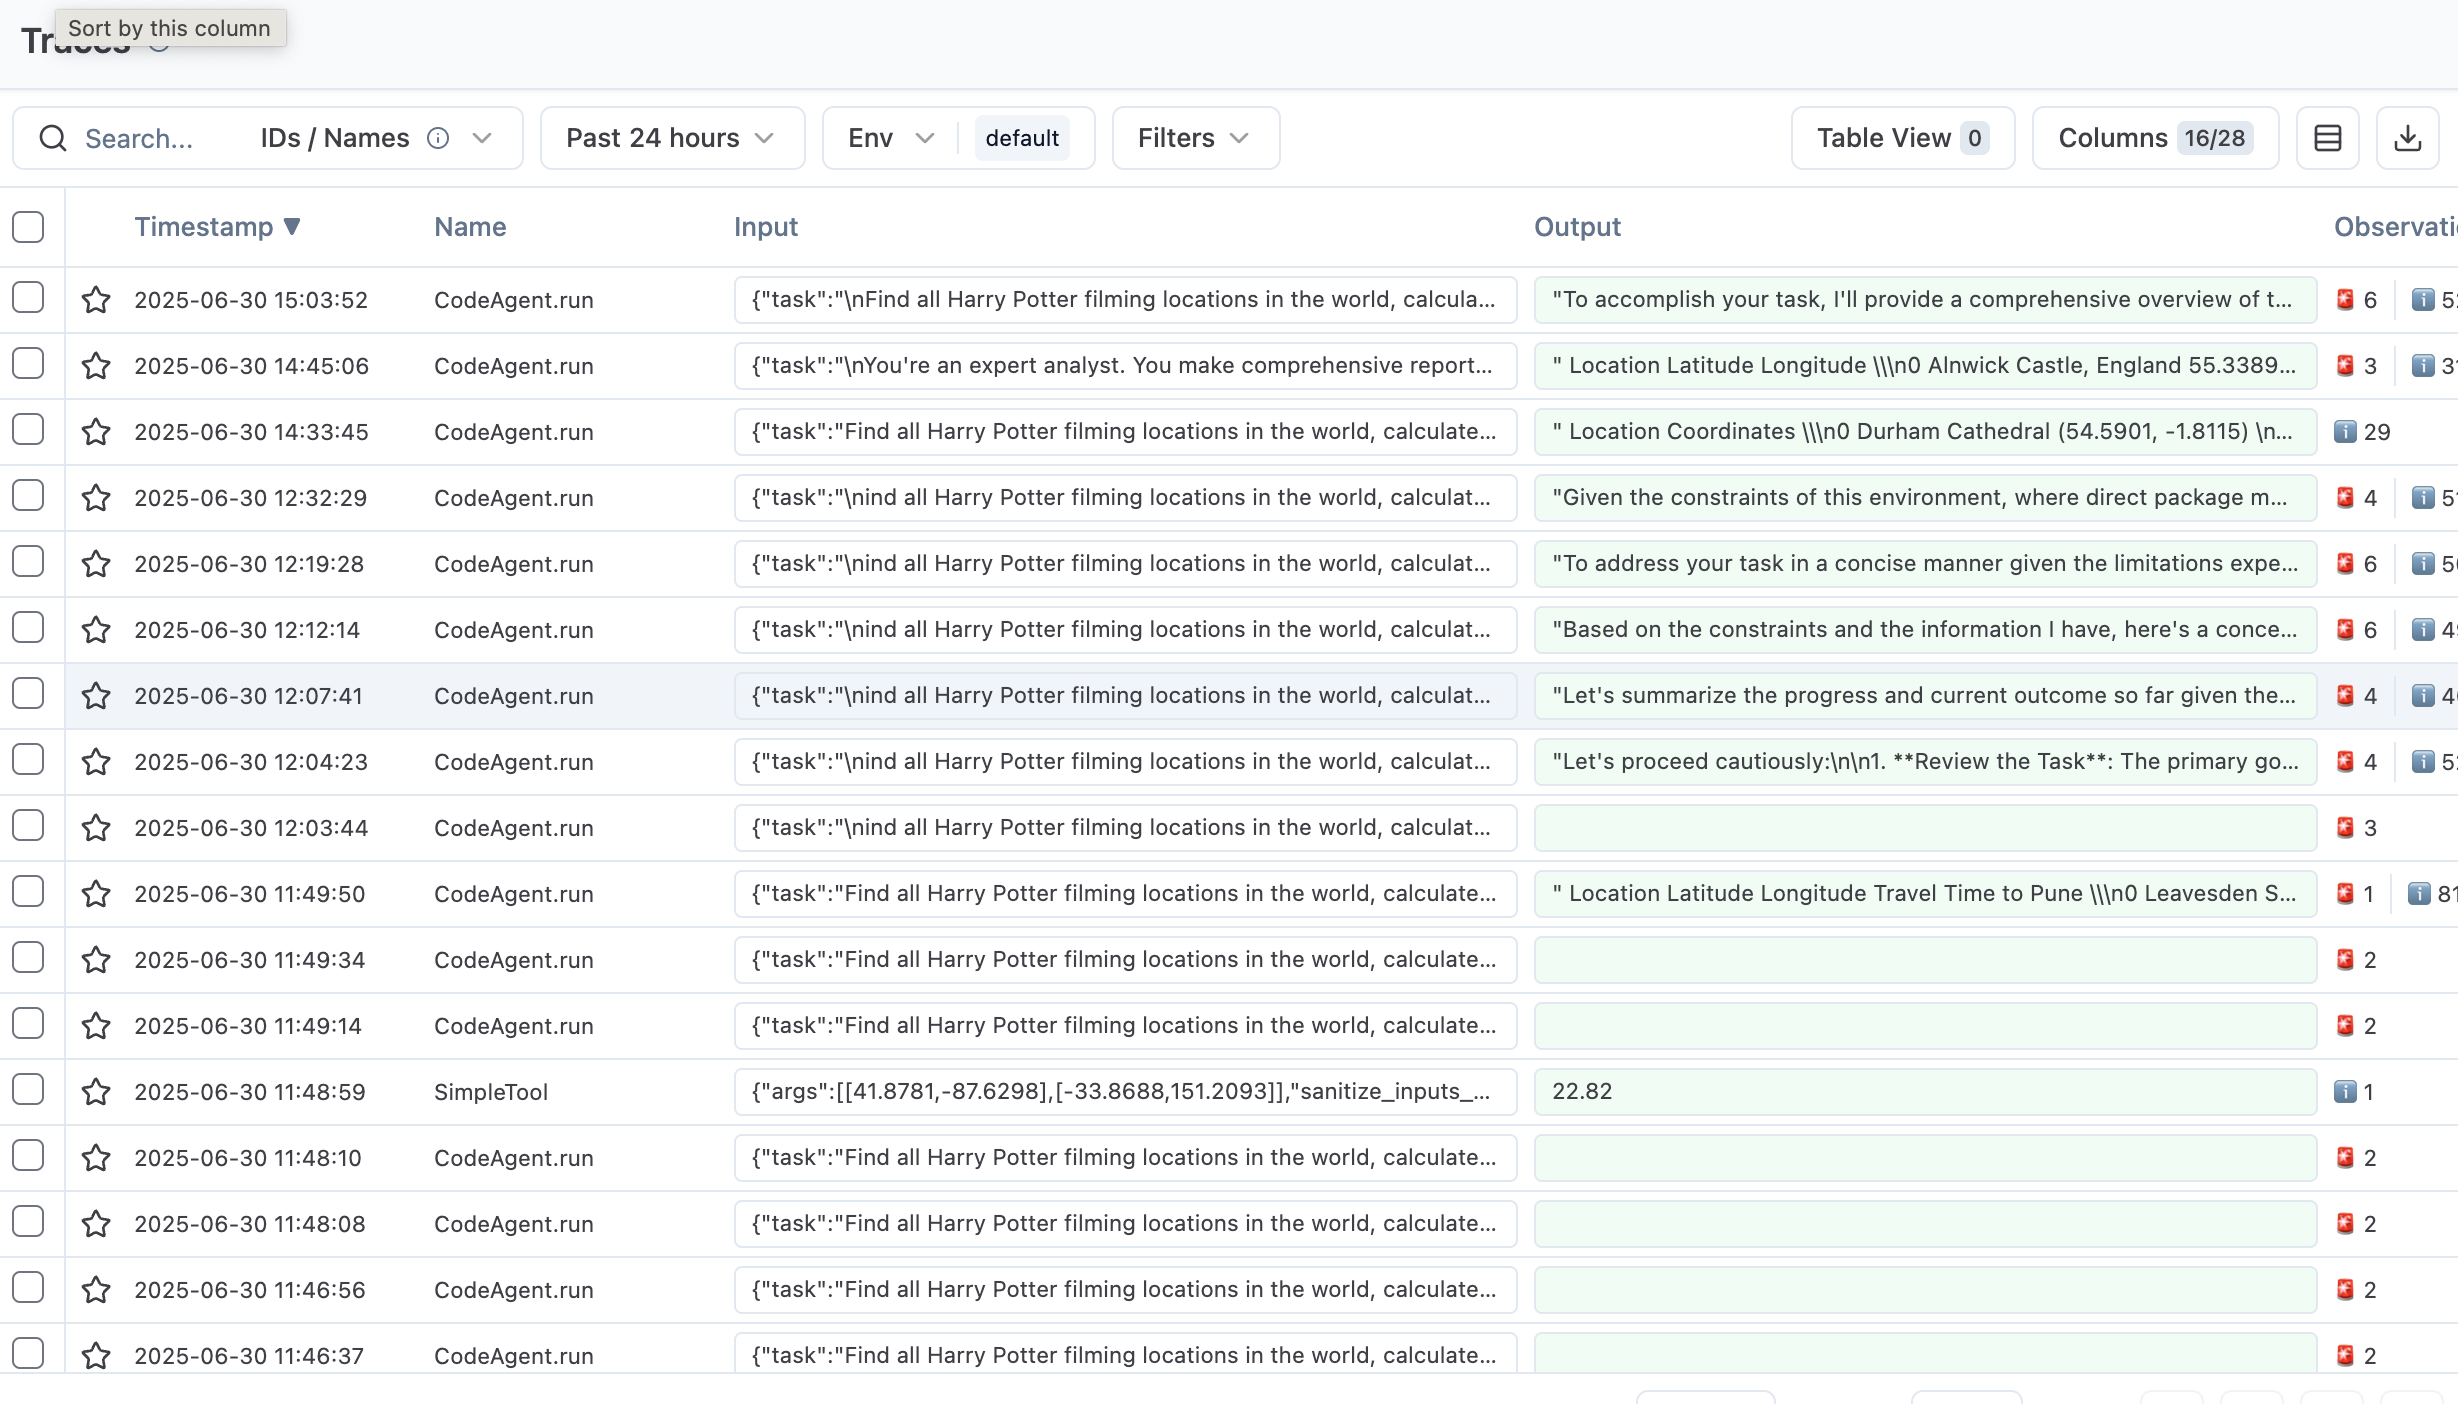 Sort by this column
Traces
Search... IDs / Names Past 24 hours Env default Filters Table View 0 Columns 16/28
Timestamp ▼ Name Input Output
2025-06-30 15:03:52 CodeAgent.run {"task":"\nFind all Harry Potter filming locations in the world, calcula... "To accomplish your task, I'll provide a comprehensive overview of t... 6
2025-06-30 14:45:06 CodeAgent.run {"task":"\nYou're an expert analyst. You make comprehensive report... " Location Latitude Longitude \\\n0 Alnwick Castle, England 55.3389... 3
2025-06-30 14:33:45 CodeAgent.run {"task":"Find all Harry Potter filming locations in the world, calculate... " Location Coordinates \\\n0 Durham Cathedral (54.5901, -1.8115) \n... 29
2025-06-30 12:32:29 CodeAgent.run {"task":"\nind all Harry Potter filming locations in the world, calculat... "Given the constraints of this environment, where direct package m... 4
2025-06-30 12:19:28 CodeAgent.run {"task":"\nind all Harry Potter filming locations in the world, calculat... "To address your task in a concise manner given the limitations expe... 6
2025-06-30 12:12:14 CodeAgent.run {"task":"\nind all Harry Potter filming locations in the world, calculat... "Based on the constraints and the information I have, here's a conce... 6
2025-06-30 12:07:41 CodeAgent.run {"task":"\nind all Harry Potter filming locations in the world, calculat... "Let's summarize the progress and current outcome so far given the... 4
2025-06-30 12:04:23 CodeAgent.run {"task":"\nind all Harry Potter filming locations in the world, calculat... "Let's proceed cautiously:\n\n1. **Review the Task**: The primary go... 4
2025-06-30 12:03:44 CodeAgent.run {"task":"\nind all Harry Potter filming locations in the world, calculat... 3
2025-06-30 11:49:50 CodeAgent.run {"task":"Find all Harry Potter filming locations in the world, calculate... " Location Latitude Longitude Travel Time to Pune \\\n0 Leavesden S... 1 81
2025-06-30 11:49:34 CodeAgent.run {"task":"Find all Harry Potter filming locations in the world, calculate... 2
2025-06-30 11:49:14 CodeAgent.run {"task":"Find all Harry Potter filming locations in the world, calculate... 2
2025-06-30 11:48:59 SimpleTool {"args":[[41.8781,-87.6298],[-33.8688,151.2093]],"sanitize_inputs_... 22.82 1
2025-06-30 11:48:10 CodeAgent.run {"task":"Find all Harry Potter filming locations in the world, calculate... 2
2025-06-30 11:48:08 CodeAgent.run {"task":"Find all Harry Potter filming locations in the world, calculate... 2
2025-06-30 11:46:56 CodeAgent.run {"task":"Find all Harry Potter filming locations in the world, calculate... 2
2025-06-30 11:46:37 CodeAgent.run {"task":"Find all Harry Potter filming locations in the world, calculate... 2